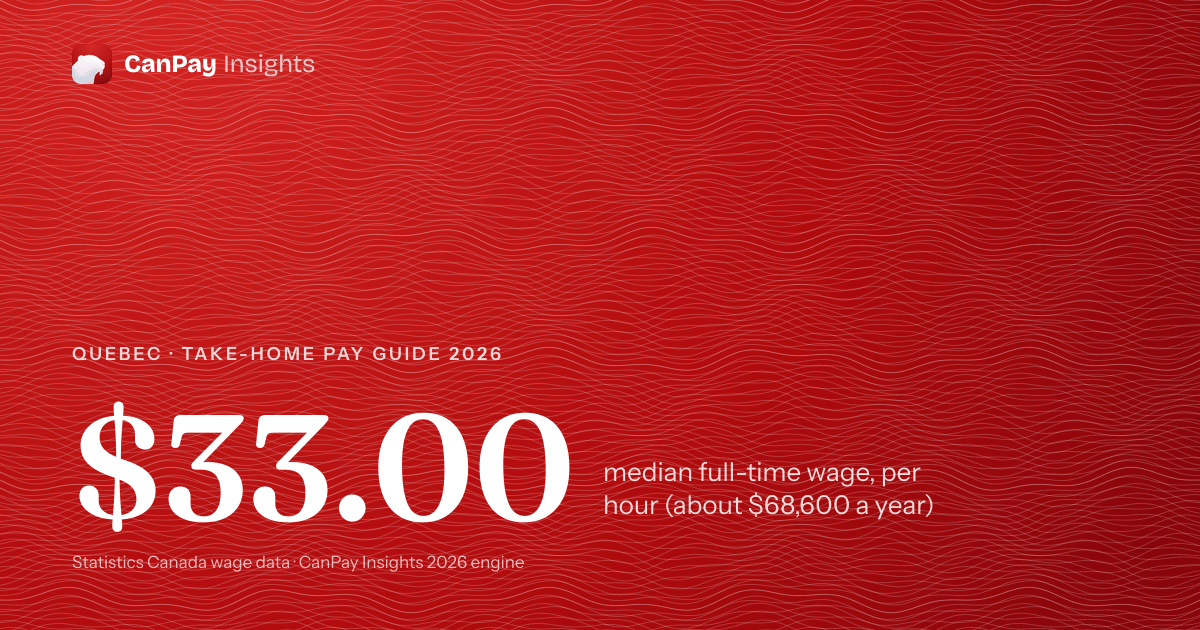 CanPay Insights
QUEBEC · TAKE-HOME PAY GUIDE 2026
$33.00
median full-time wage, per
hour (about $68,600 a year)
Statistics Canada wage data · CanPay Insights 2026 engine